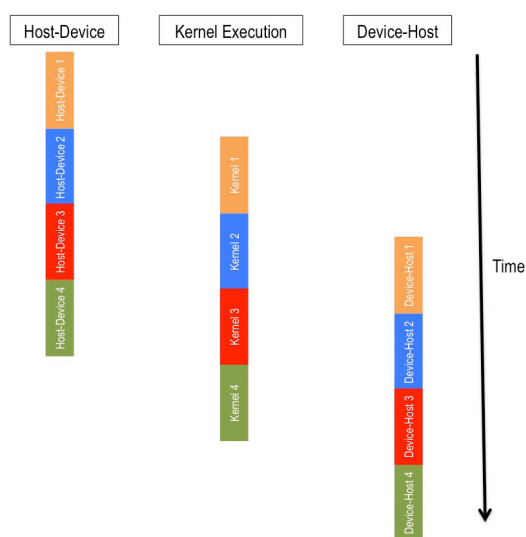 Host-Device
Kernel Execution
Device-Host
Host-Device 1
Host-Device 2
Host-Device 3
Host-Device 4
Kernel 1
Kernel 2
Kernel 3
Kernel 4
Device-Host 1
Device-Host 2
Device-Host 3
Device-Host 4
Time